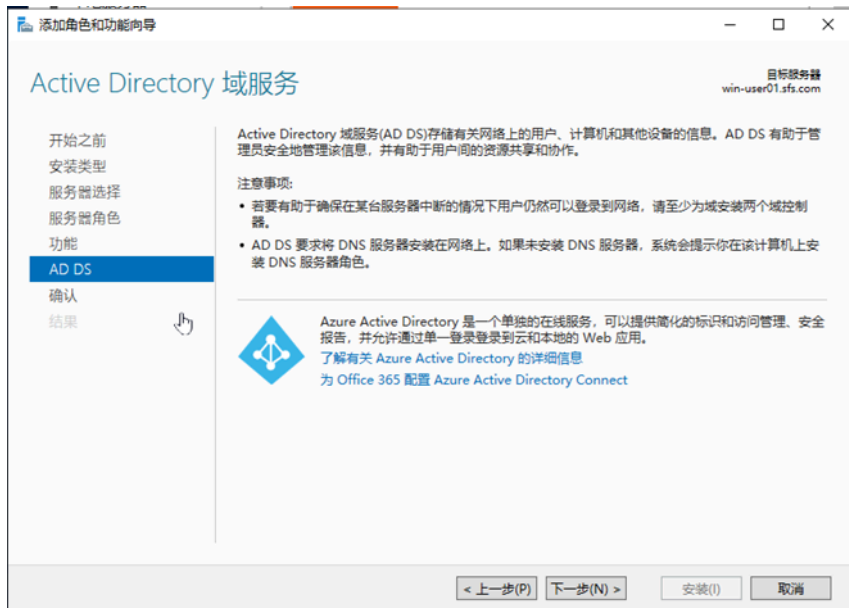 添加角色和功能向导
Active Directory 域服务
目标服务器
win-user01.sfs.com
开始之前
安装类型
服务器选择
服务器角色
功能
AD DS
确认
结果
Active Directory 域服务(AD DS)存储有关网络上的用户、计算机和其他设备的信息。AD DS 有助于管
理员安全地管理该信息，并有助于用户间的资源共享和协作。
注意事项:
• 若要有助于确保在某台服务器中断的情况下用户仍然可以登录到网络，请至少为域安装两个域控制
器。
• AD DS 要求将 DNS 服务器安装在网络上。如果未安装 DNS 服务器，系统会提示你在该计算机上安
装 DNS 服务器角色。
Azure Active Directory 是一个单独的在线服务，可以提供简化的标识和访问管理、安全
报告，并允许通过单一登录登录到云和本地的 Web 应用。
了解有关 Azure Active Directory 的详细信息
为 Office 365 配置 Azure Active Directory Connect
< 上一步(P) 下一步(N) > 安装(I) 取消